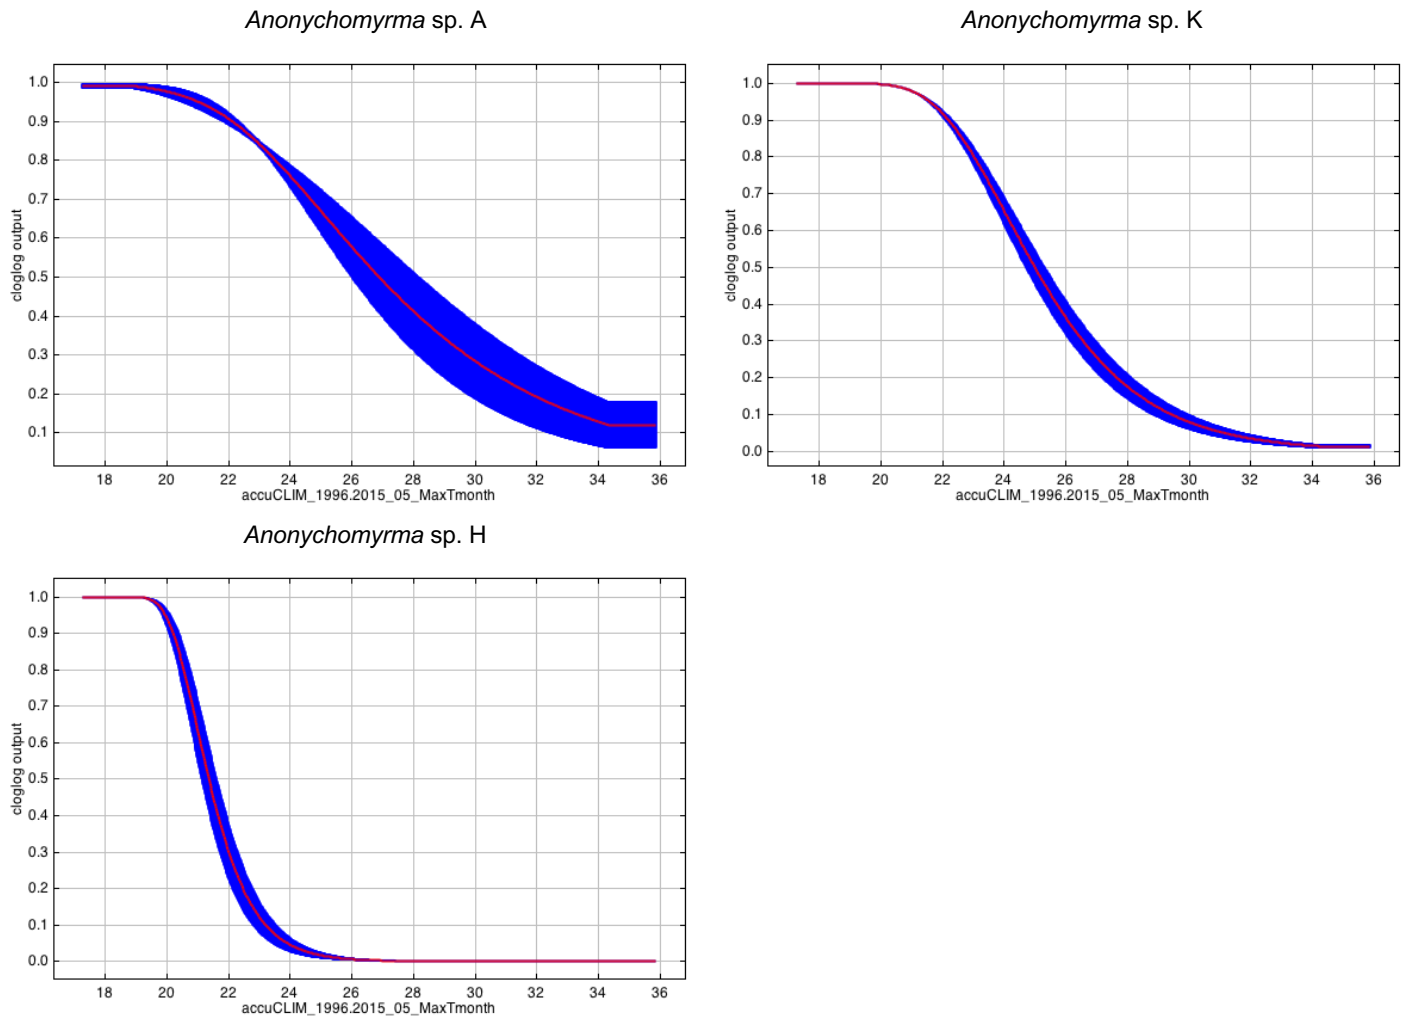 Anonychomyrma sp. A
1.0
0.9
0.8
0.7
0.6
0.5
0.4
0.3
0.2
0.1
cloglog output
18 20 22 24 26 28 30 32 34 36
accuCLIM_1996.2015_05_MaxTmonth
Anonychomyrma sp. K
1.0
0.9
0.8
0.7
0.6
0.5
0.4
0.3
0.2
0.1
0.0
cloglog output
18 20 22 24 26 28 30 32 34 36
accuCLIM_1996.2015_05_MaxTmonth
Anonychomyrma sp. H
1.0
0.9
0.8
0.7
0.6
0.5
0.4
0.3
0.2
0.1
0.0
cloglog output
18 20 22 24 26 28 30 32 34 36
accuCLIM_1996.2015_05_MaxTmonth